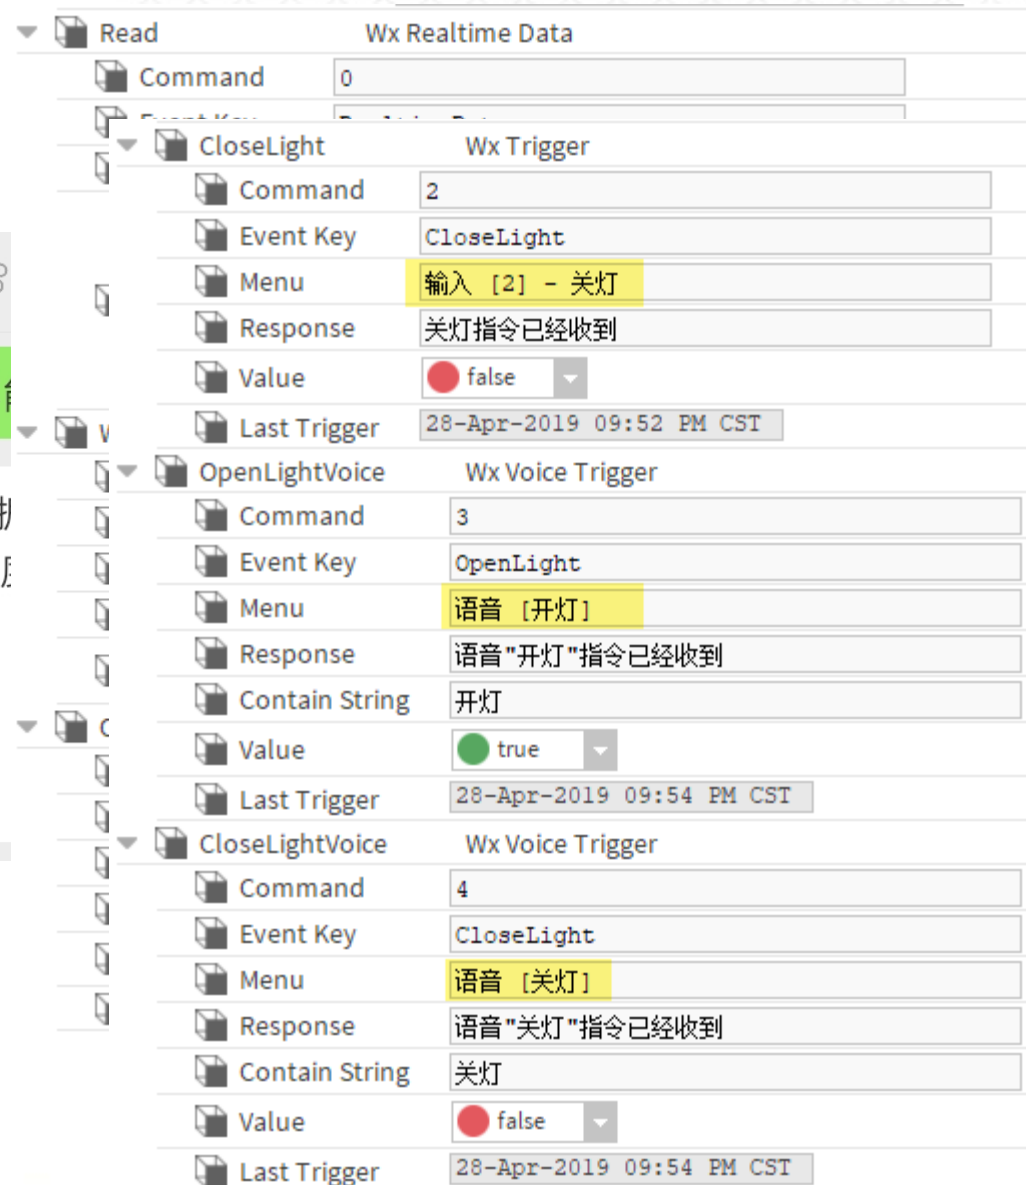 Read Wx Realtime Data
Command 0
CloseLight Wx Trigger
Command 2
Event Key CloseLight
Menu 输入 [2] - 关灯
Response 关灯指令已经收到
Value false
Last Trigger 28-Apr-2019 09:52 PM CST
OpenLightVoice Wx Voice Trigger
Command 3
Event Key OpenLight
Menu 语音 [开灯]
Response 语音"开灯"指令已经收到
Contain String 开灯
Value true
Last Trigger 28-Apr-2019 09:54 PM CST
CloseLightVoice Wx Voice Trigger
Command 4
Event Key CloseLight
Menu 语音 [关灯]
Response 语音"关灯"指令已经收到
Contain String 关灯
Value false
Last Trigger 28-Apr-2019 09:54 PM CST